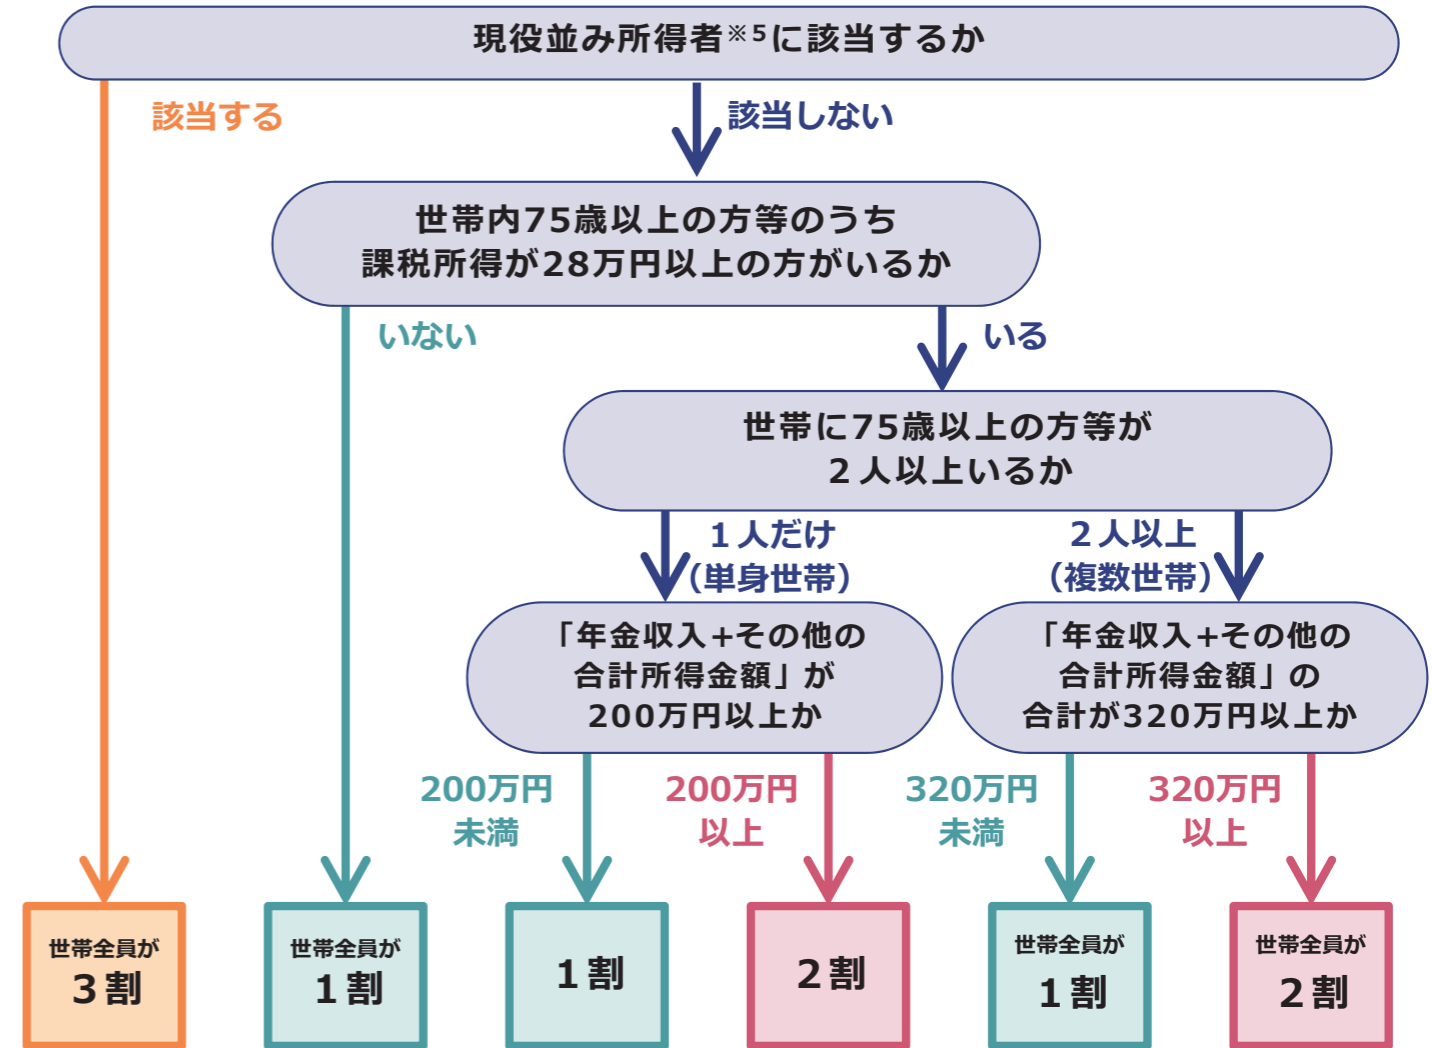 現役並み所得者※5に該当するか
該当する
該当しない
世帯内75歳以上の方等のうち
課税所得が28万円以上の方がいるか
いない
いる
世帯に75歳以上の方等が
２人以上いるか
１人だけ
（単身世帯）
２人以上
（複数世帯）
「年金収入+その他の
合計所得金額」が
200万円以上か
「年金収入+その他の
合計所得金額」の
合計が320万円以上か
200万円
未満
200万円
以上
320万円
未満
320万円
以上
世帯全員が
３割
世帯全員が
１割
１割
２割
世帯全員が
１割
世帯全員が
２割